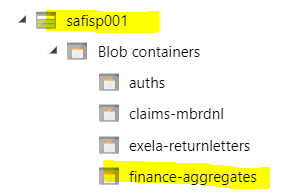 safisp001
Blob containers
auths
claims-mbrdnl
exela-returnletters
finance-aggregates